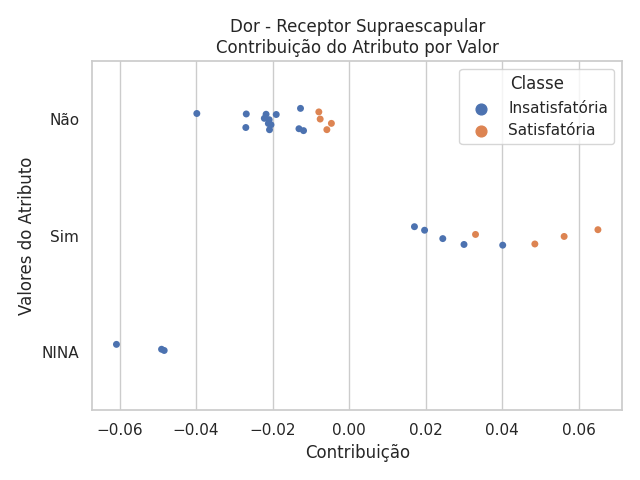 Dor - Receptor Supraescapular
Contribuição do Atributo por Valor
Classe
Insatisfatória
Satisfatória
Valores do Atributo
Não
Sim
NINA
−0.06 −0.04 −0.02 0.00 0.02 0.04 0.06
Contribuição